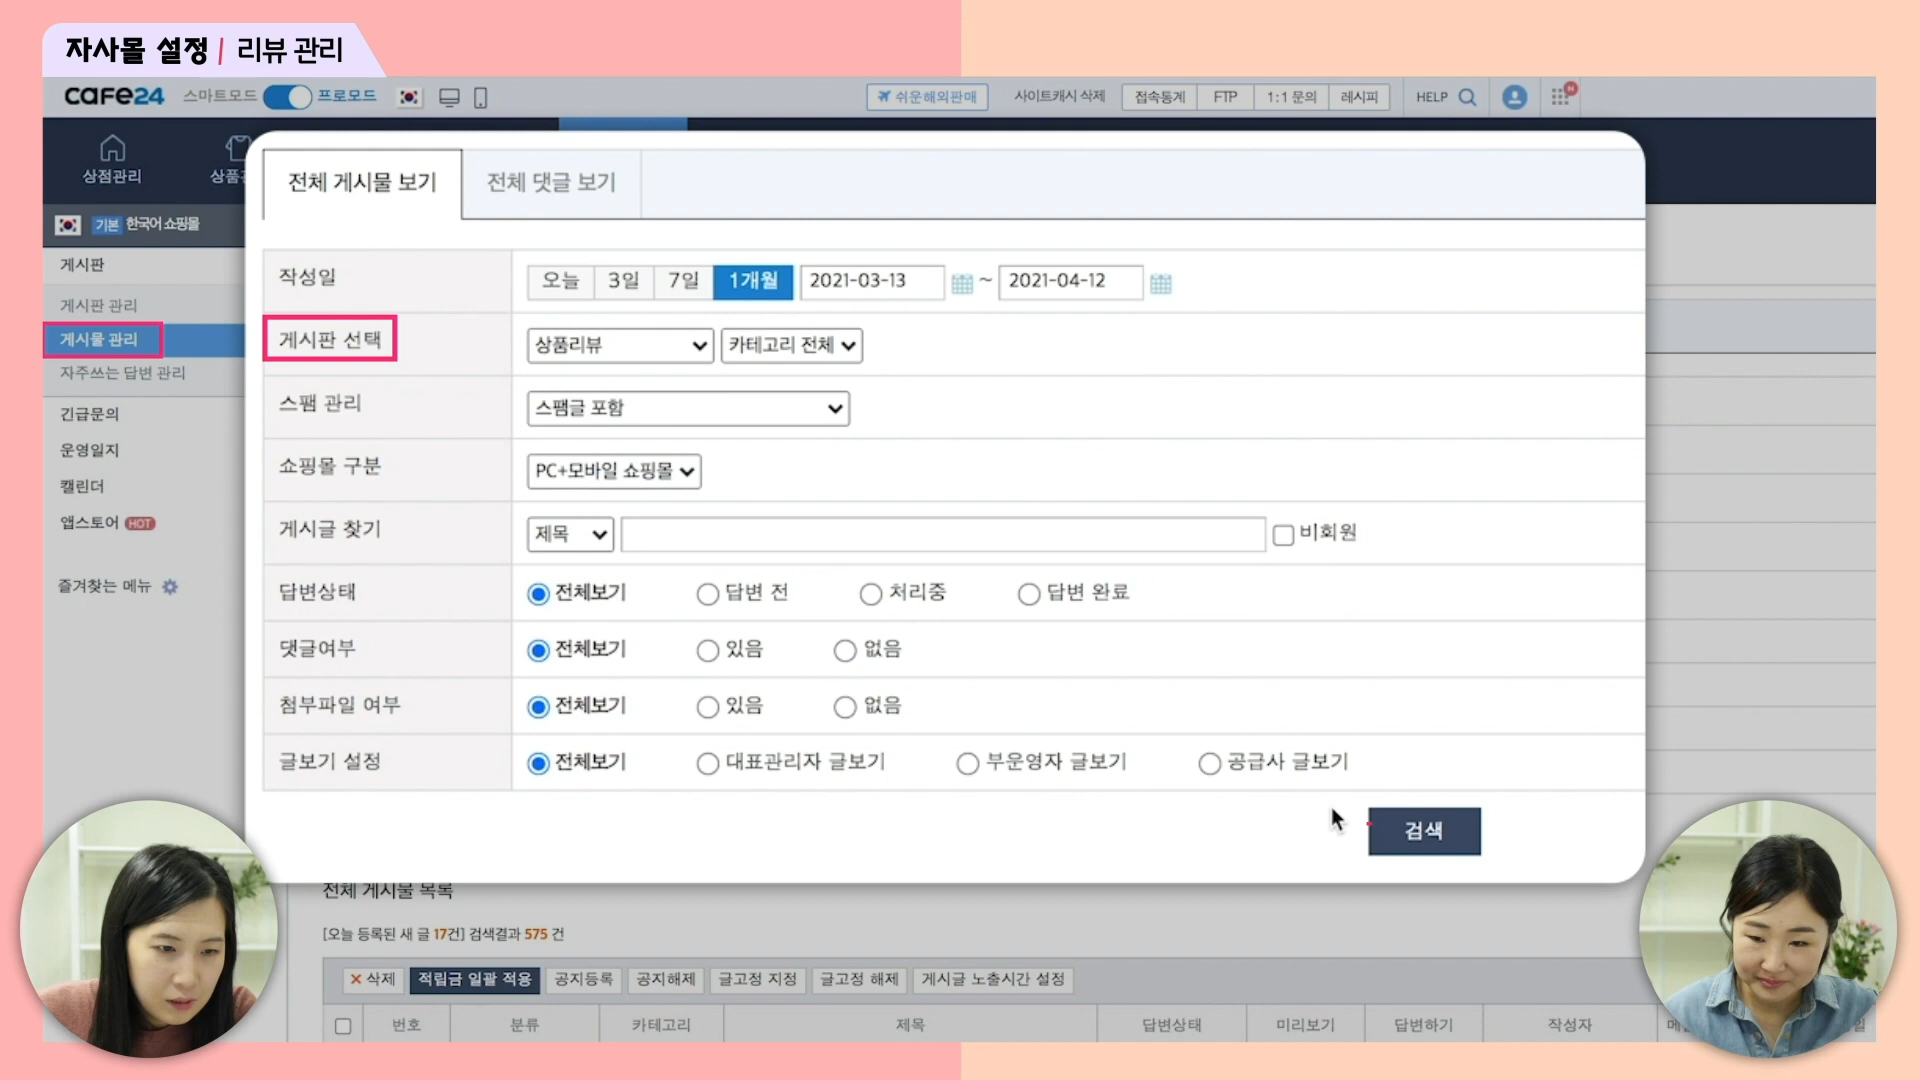 자사몰 설정 | 리뷰 관리
cafe24 스마트모드 프로모드 쉬운해외판매 사이트캐시 삭제 접속통계 FTP 1:1 문의 레시피 HELP N
상점관리
기본 한국어 쇼핑몰
게시판
게시판 관리
게시물 관리
자주쓰는 답변 관리
긴급문의
운영일지
캘린더
앱스토어 HOT
즐겨찾는 메뉴
전체 게시물 보기 전체 댓글 보기
작성일 오늘 3일 7일 1개월 2021-03-13 ~ 2021-04-12
게시판 선택 상품리뷰 카테고리 전체
스팸 관리 스팸글 포함
쇼핑몰 구분 PC+모바일 쇼핑몰
게시글 찾기 제목 비회원
답변상태 전체보기 답변 전 처리중 답변 완료
댓글여부 전체보기 있음 없음
첨부파일 여부 전체보기 있음 없음
글보기 설정 전체보기 대표관리자 글보기 부운영자 글보기 공급사 글보기
검색
전체 게시물 목록
[오늘 등록된 새 글 17건] 검색결과 575 건
삭제 적립금 일괄 적용 공지등록 공지해제 글고정 지정 글고정 해제 게시글 노출시간 설정
번호 분류 카테고리 제목 답변상태 미리보기 답변하기 작성자